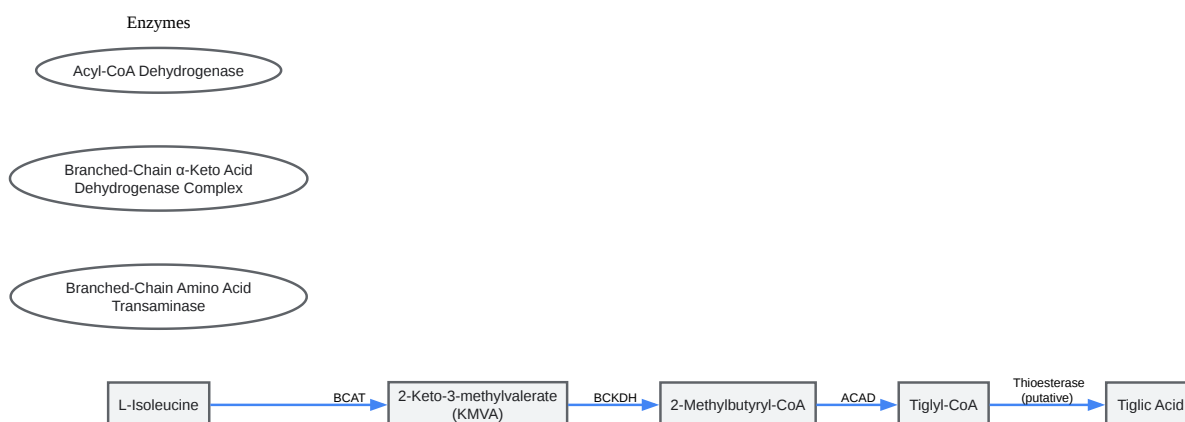 Enzymes
Acyl-CoA Dehydrogenase
Branched-Chain α-Keto Acid
Dehydrogenase Complex
Branched-Chain Amino Acid
Transaminase
L-Isoleucine
BCAT
2-Keto-3-methylvalerate
(KMVA)
BCKDH
2-Methylbutyryl-CoA
ACAD
Tiglyl-CoA
Thioesterase
(putative)
Tiglic Acid